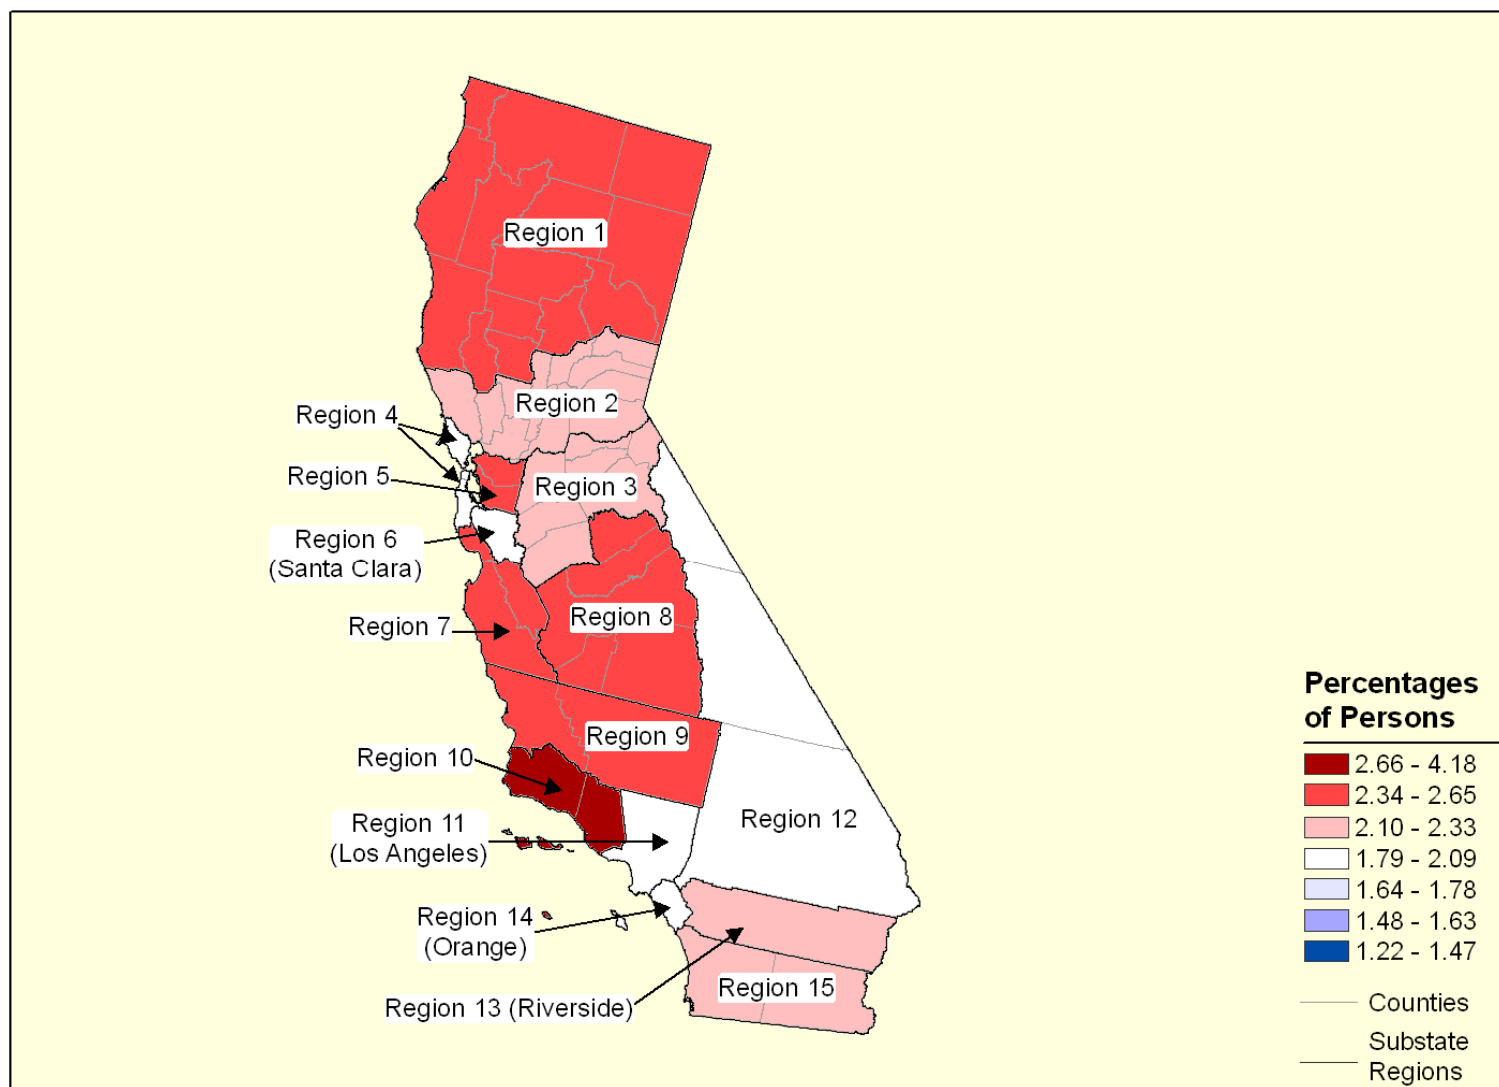 Region 1
Region 2
Region 4
Region 5
Region 3
Region 6
(Santa Clara)
Region 8
Region 7
Region 9
Region 10
Region 11
(Los Angeles)
Region 12
Region 14
(Orange)
Region 15
Region 13 (Riverside)
Percentages
of Persons
2.66 - 4.18
2.34 - 2.65
2.10 - 2.33
1.79 - 2.09
1.64 - 1.78
1.48 - 1.63
1.22 - 1.47
Counties
Substate
Regions